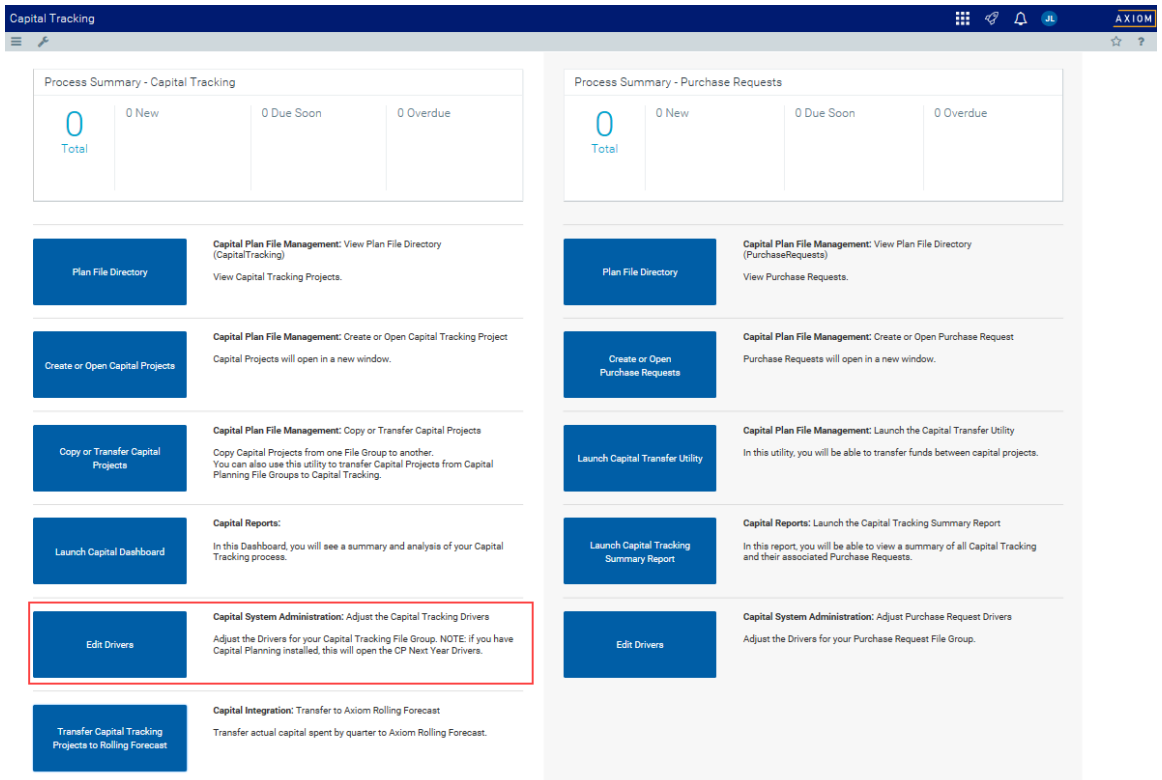 Capital Tracking
JL
AXIOM
?
Process Summary - Capital Tracking
0
Total
0 New
0 Due Soon
0 Overdue
Plan File Directory
Capital Plan File Management: View Plan File Directory
(CapitalTracking)
View Capital Tracking Projects.
Create or Open Capital Projects
Capital Plan File Management: Create or Open Capital Tracking Project
Capital Projects will open in a new window.
Copy or Transfer Capital
Projects
Capital Plan File Management: Copy or Transfer Capital Projects
Copy Capital Projects from one File Group to another.
You can also use this utility to transfer Capital Projects from Capital
Planning File Groups to Capital Tracking.
Launch Capital Dashboard
Capital Reports:
In this Dashboard, you will see a summary and analysis of your Capital
Tracking process.
Edit Drivers
Capital System Administration: Adjust the Capital Tracking Drivers
Adjust the Drivers for your Capital Tracking File Group. NOTE: if you have
Capital Planning installed, this will open the CP Next Year Drivers.
Transfer Capital Tracking
Projects to Rolling Forecast
Capital Integration: Transfer to Axiom Rolling Forecast
Transfer actual capital spent by quarter to Axiom Rolling Forecast.
Process Summary - Purchase Requests
0
Total
0 New
0 Due Soon
0 Overdue
Plan File Directory
Capital Plan File Management: View Plan File Directory
(PurchaseRequests)
View Purchase Requests.
Create or Open
Purchase Requests
Capital Plan File Management: Create or Open Purchase Request
Purchase Requests will open in a new window.
Launch Capital Transfer Utility
Capital Plan File Management: Launch the Capital Transfer Utility
In this utility, you will be able to transfer funds between capital projects.
Launch Capital Tracking
Summary Report
Capital Reports: Launch the Capital Tracking Summary Report
In this report, you will be able to view a summary of all Capital Tracking
and their associated Purchase Requests.
Edit Drivers
Capital System Administration: Adjust Purchase Request Drivers
Adjust the Drivers for your Purchase Request File Group.